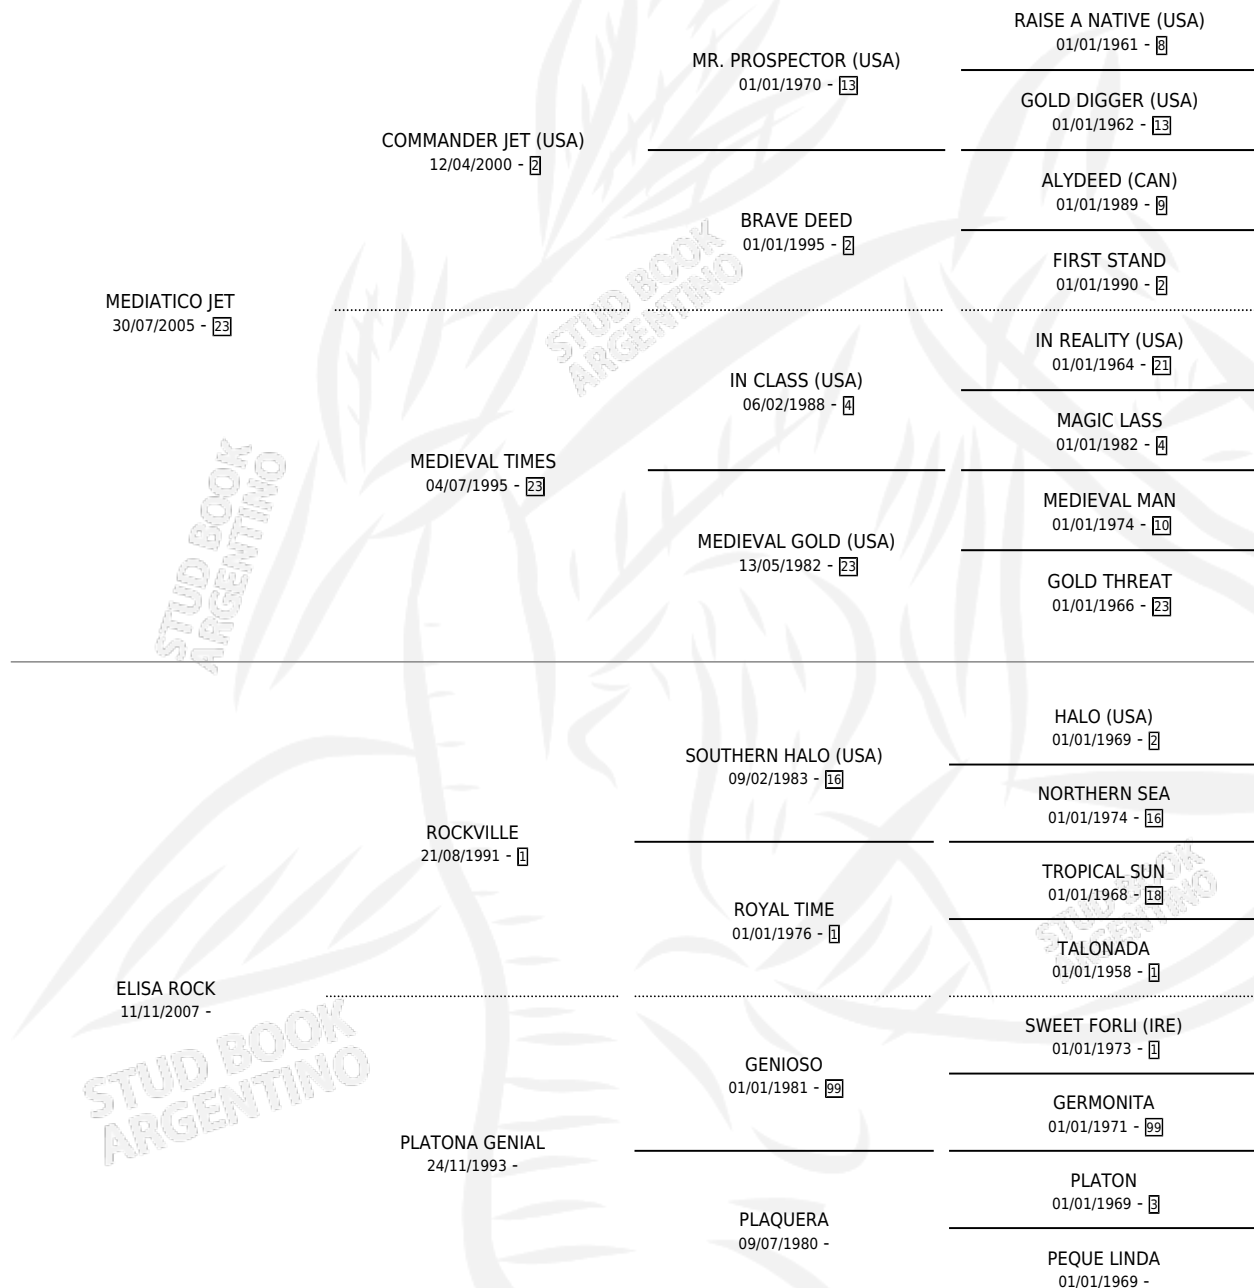 RAISE A NATIVE (USA)
01/01/1961 - 8
MR. PROSPECTOR (USA)
01/01/1970 - 13
GOLD DIGGER (USA)
01/01/1962 - 13
COMMANDER JET (USA)
12/04/2000 - 2
ALYDEED (CAN)
01/01/1989 - 9
BRAVE DEED
01/01/1995 - 2
FIRST STAND
01/01/1990 - 2
MEDIATICO JET
30/07/2005 - 23
IN REALITY (USA)
01/01/1964 - 21
IN CLASS (USA)
06/02/1988 - 4
MAGIC LASS
01/01/1982 - 4
MEDIEVAL TIMES
04/07/1995 - 23
MEDIEVAL MAN
01/01/1974 - 10
MEDIEVAL GOLD (USA)
13/05/1982 - 23
GOLD THREAT
01/01/1966 - 23
HALO (USA)
01/01/1969 - 2
SOUTHERN HALO (USA)
09/02/1983 - 16
NORTHERN SEA
01/01/1974 - 16
ROCKVILLE
21/08/1991 - 1
TROPICAL SUN
01/01/1968 - 18
ROYAL TIME
01/01/1976 - 1
TALONADA
01/01/1958 - 1
ELISA ROCK
11/11/2007 -
SWEET FORLI (IRE)
01/01/1973 - 1
GENIOSO
01/01/1981 - 99
GERMONITA
01/01/1971 - 99
PLATONA GENIAL
24/11/1993 -
PLATON
01/01/1969 - 3
PLAQUERA
09/07/1980 -
PEQUE LINDA
01/01/1969 -
STUD BOOK
ARGENTINO
STUD BOOK
ARGENTINO
STUD BOOK
ARGENTINO
STUD BOOK
ARGENTINO